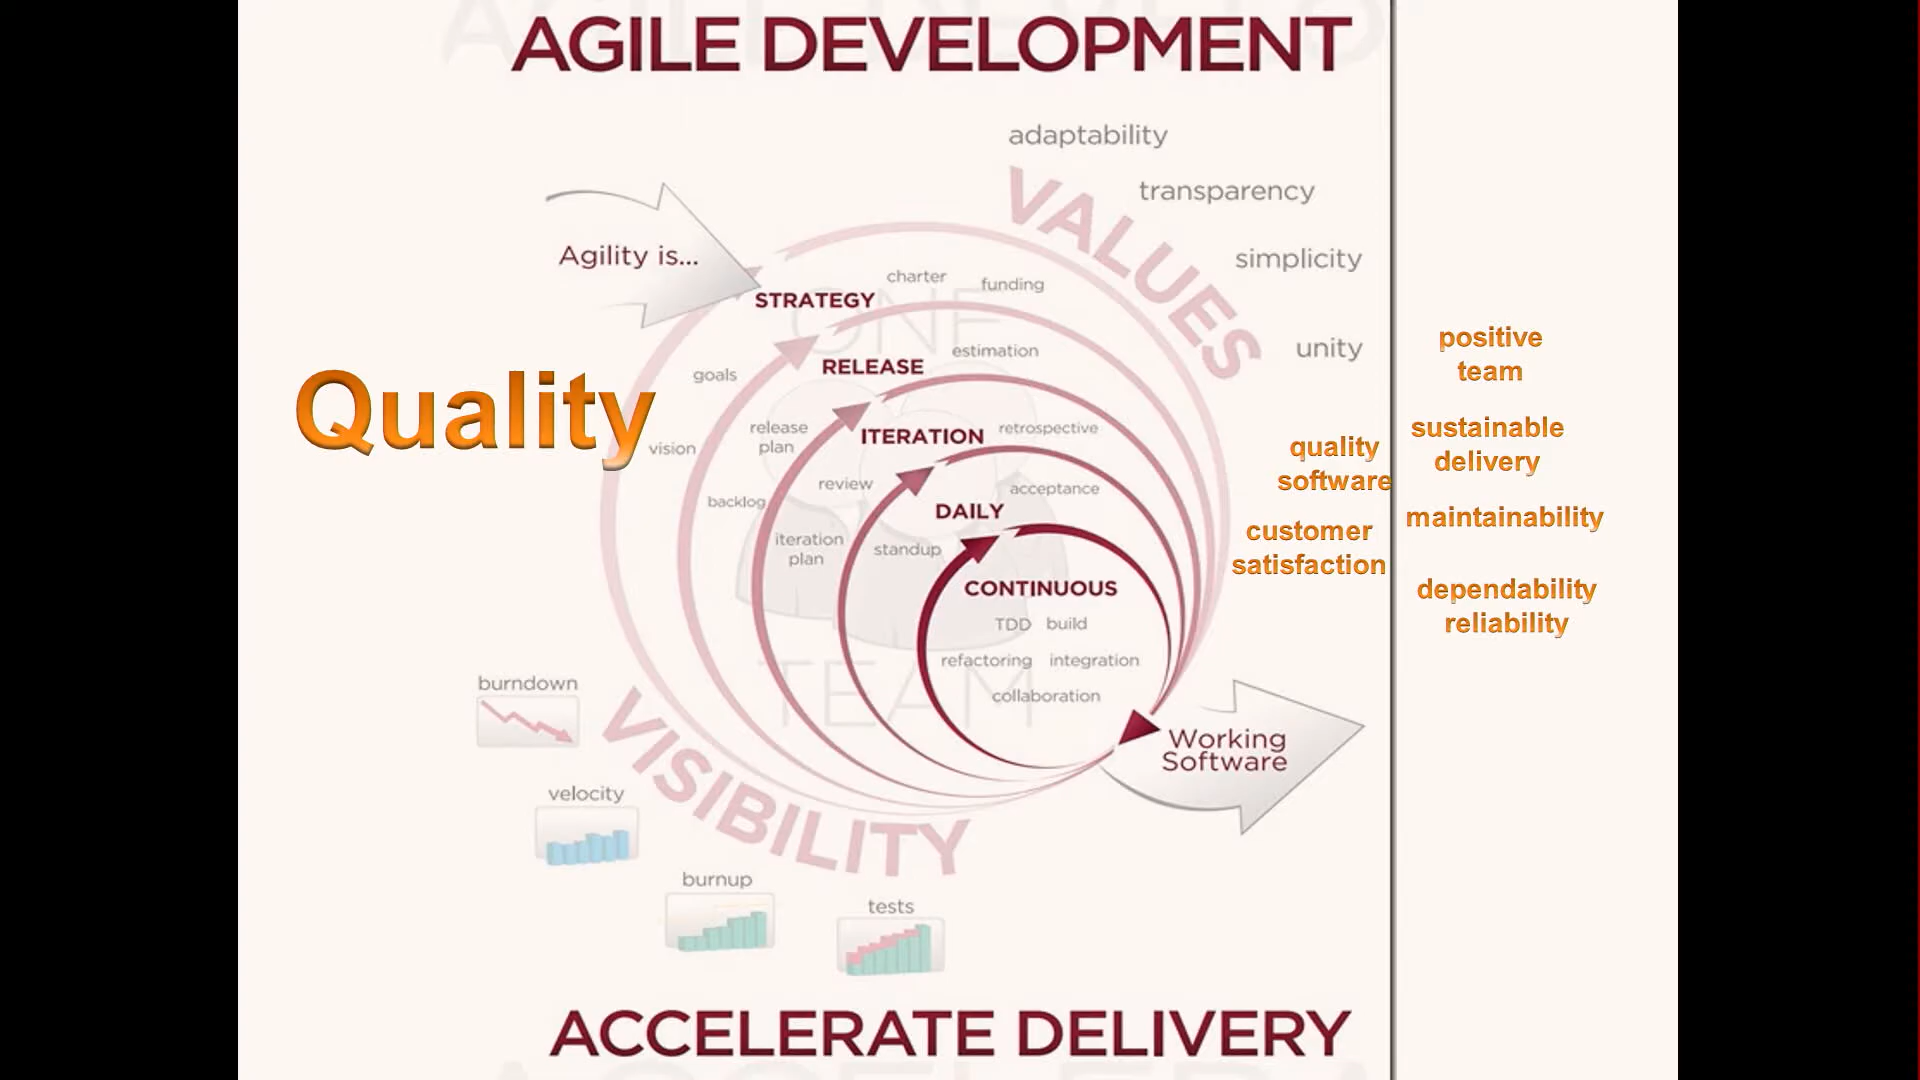 AGILE DEVELOPMENT
adaptability
transparency
VALUES
simplicity
unity
Agility is...
STRATEGY
charter
funding
goals
vision
RELEASE
estimation
release
plan
backlog
ITERATION
retrospective
review
iteration
plan
DAILY
acceptance
standup
CONTINUOUS
TDD build
refactoring integration
collaboration
ONE
TEAM
Quality
positive
team
quality
software
sustainable
delivery
customer
satisfaction
maintainability
dependability
reliability
Working
Software
VISIBILITY
burndown
velocity
burnup
tests
ACCELERATE DELIVERY